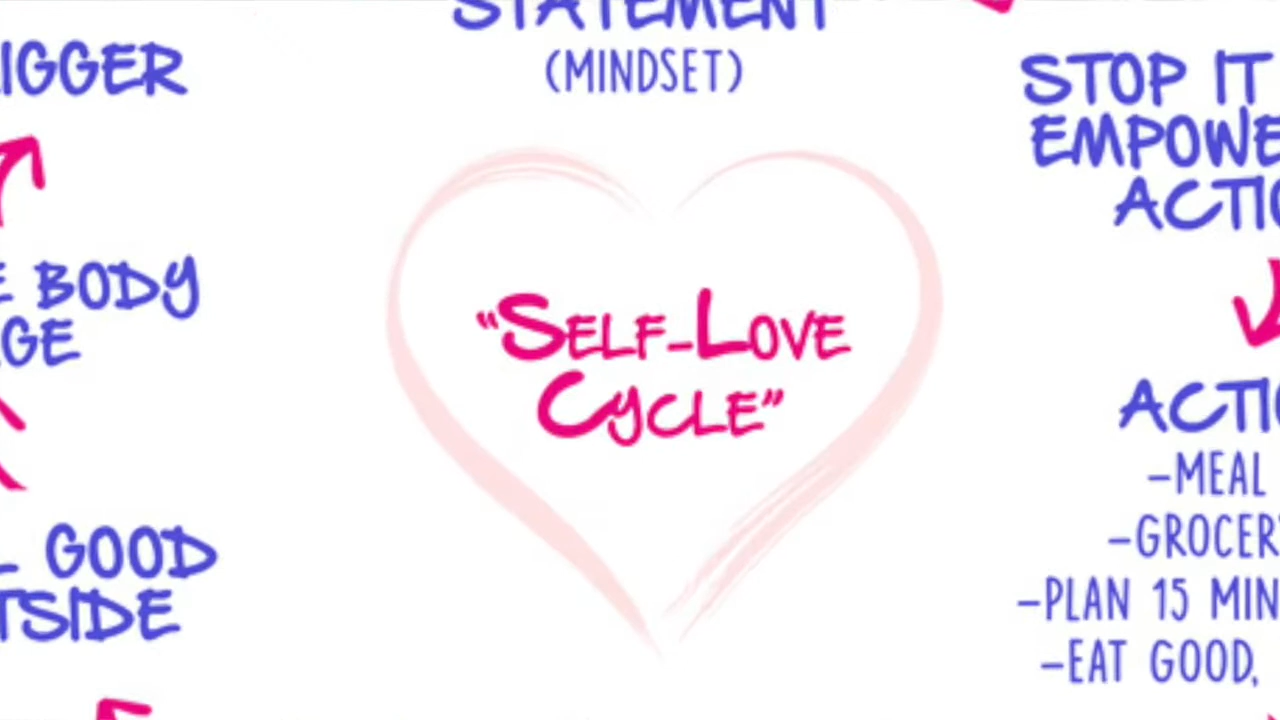 STATEMENT
(MINDSET)
IGGER
STOP IT
EMPOWE
ACTIO
E BODY
GE
"SELF-LOVE
CYCLE"
ACTIO
-MEAL
-GROCERY
-PLAN 15 MIN
-EAT GOOD,
L GOOD
TSIDE